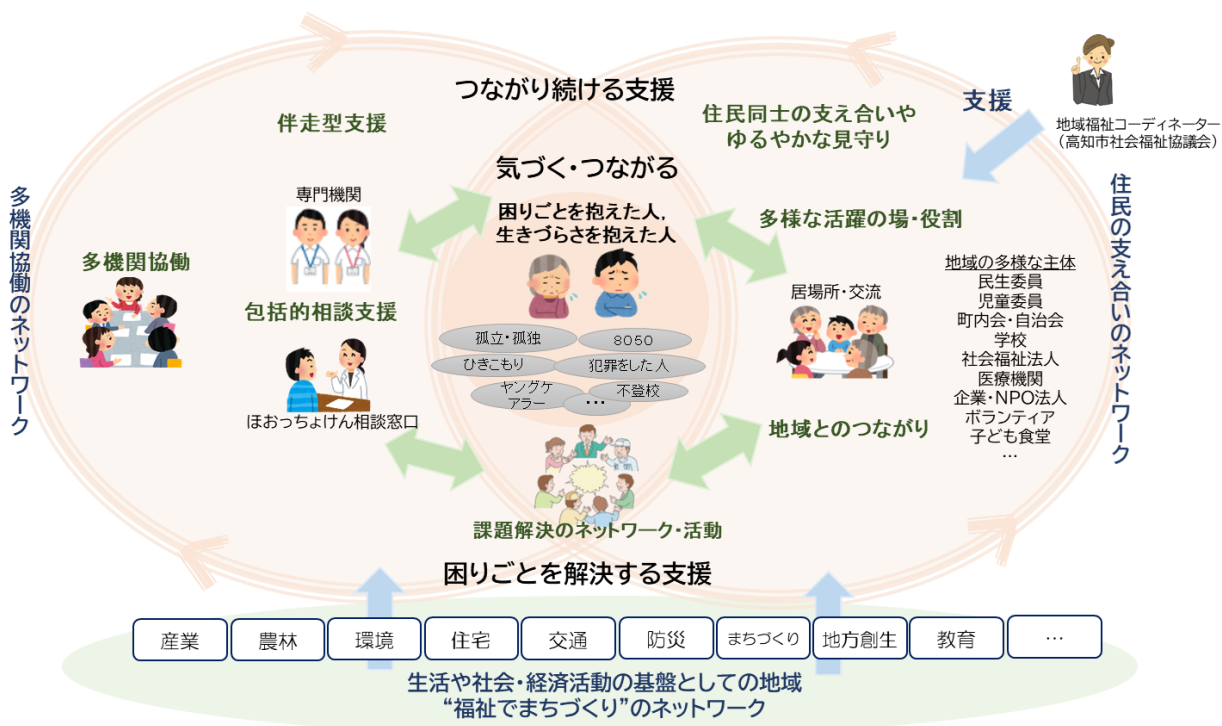 つながり続ける支援
伴走型支援
住民同士の支え合いや
ゆるやかな見守り
支援
地域福祉コーディネーター
（高知市社会福祉協議会）
気づく・つながる
困りごとを抱えた人，
生きづらさを抱えた人
専門機関
多機関協働のネットワーク
多機関協働
包括的相談支援
ほおっちょけん相談窓口
孤立・孤独
8050
ひきこもり
犯罪をした人
ヤングケ
アラー
不登校
…
多様な活躍の場・役割
居場所・交流
地域とのつながり
地域の多様な主体
民生委員
児童委員
町内会・自治会
学校
社会福祉法人
医療機関
企業・NPO法人
ボランティア
子ども食堂
…
住民の支え合いのネットワーク
課題解決のネットワーク・活動
困りごとを解決する支援
産業
農林
環境
住宅
交通
防災
まちづくり
地方創生
教育
…
生活や社会・経済活動の基盤としての地域
“福祉でまちづくり”のネットワーク